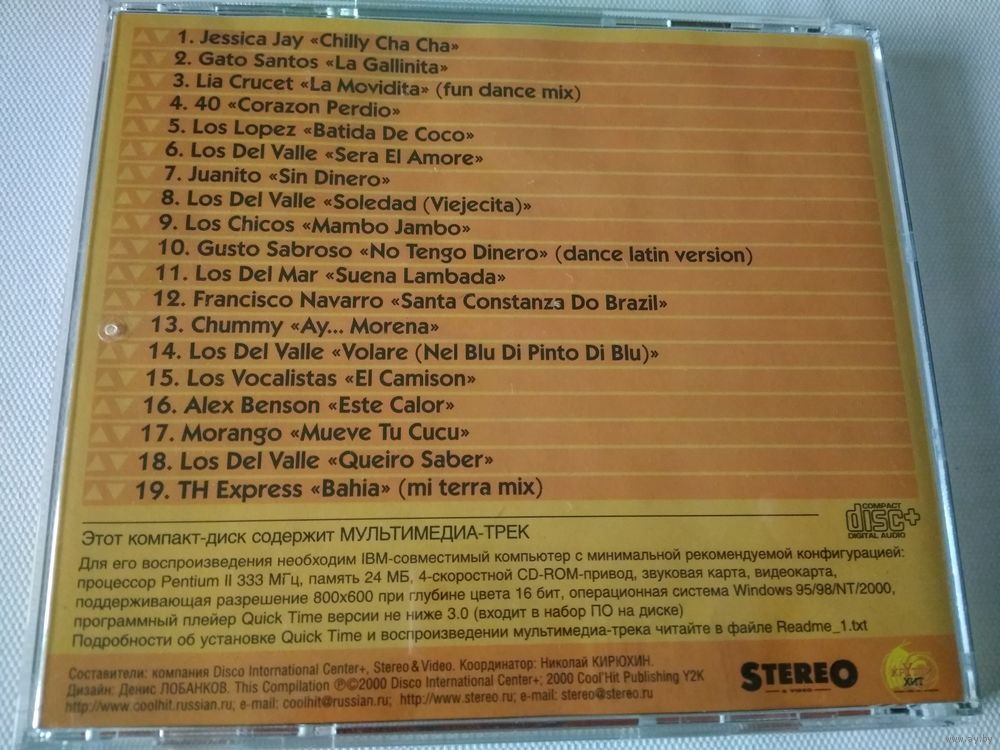 1. Jessica Jay «Chilly Cha Cha»
2. Gato Santos «La Gallinita»
3. Lia Crucet «La Movidita» (fun dance mix)
4. 40 «Corazon Perdio»
5. Los Lopez «Batida De Coco»
6. Los Del Valle «Sera El Amore»
7. Juanito «Sin Dinero»
8. Los Del Valle «Soledad (Viejecita)»
9. Los Chicos «Mambo Jambo»
10. Gusto Sabroso «No Tengo Dinero» (dance latin version)
11. Los Del Mar «Suena Lambada»
12. Francisco Navarro «Santa Constanza Do Brazil»
13. Chummy «Ay... Morena»
14. Los Del Valle «Volare (Nel Blu Di Pinto Di Blu)»
15. Los Vocalistas «El Camison»
16. Alex Benson «Este Calor»
17. Morango «Mueve Tu Cucu»
18. Los Del Valle «Queiro Saber»
19. TH Express «Bahia» (mi terra mix)
COMPACT
disc+
DIGITAL AUDIO
Этот компакт-диск содержит МУЛЬТИМЕДИА-ТРЕК
Для его воспроизведения необходим IBM-совместимый компьютер с минимальной рекомендуемой конфигурацией:
процессор Pentium II 333 МГц, память 24 МБ, 4-скоростной CD-ROM-привод, звуковая карта, видеокарта,
поддерживающая разрешение 800x600 при глубине цвета 16 бит, операционная система Windows 95/98/NT/2000,
программный плейер Quick Time версии не ниже 3.0 (входит в набор ПО на диске)
Подробности об установке Quick Time и воспроизведении мультимедиа-трека читайте в файле Readme_1.txt
Составители: компания Disco International Center+, Stereo & Video. Координатор: Николай КИРЮХИН.
Дизайн: Денис ЛОБАНКОВ. This Compilation ℗©2000 Disco International Center+; 2000 Cool'Hit Publishing Y2K
http://www.coolhit.russian.ru; e-mail: coolhit@russian.ru; http://www.stereo.ru; e-mail: stereo@stereo.ru
STEREO
& VIDEO
ХИТ
www.ay.by